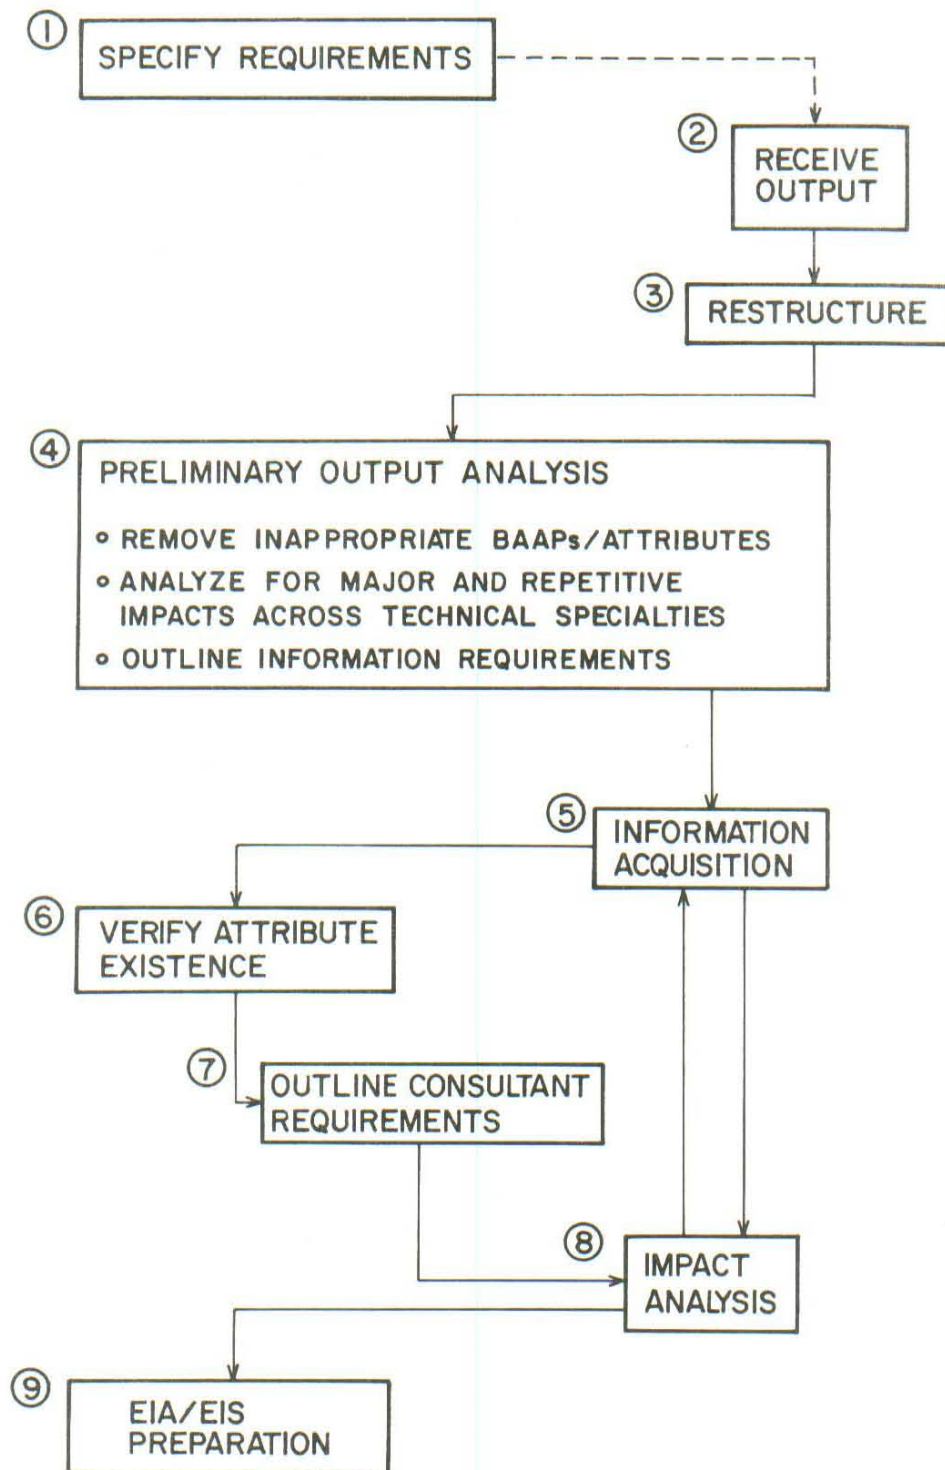 ①
SPECIFY REQUIREMENTS
②
RECEIVE
OUTPUT
③
RESTRUCTURE
④
PRELIMINARY OUTPUT ANALYSIS
∘ REMOVE INAPPROPRIATE BAAPs/ATTRIBUTES
∘ ANALYZE FOR MAJOR AND REPETITIVE
IMPACTS ACROSS TECHNICAL SPECIALTIES
∘ OUTLINE INFORMATION REQUIREMENTS
⑤
INFORMATION
ACQUISITION
⑥
VERIFY ATTRIBUTE
EXISTENCE
⑦
OUTLINE CONSULTANT
REQUIREMENTS
⑧
IMPACT
ANALYSIS
⑨
EIA/EIS
PREPARATION